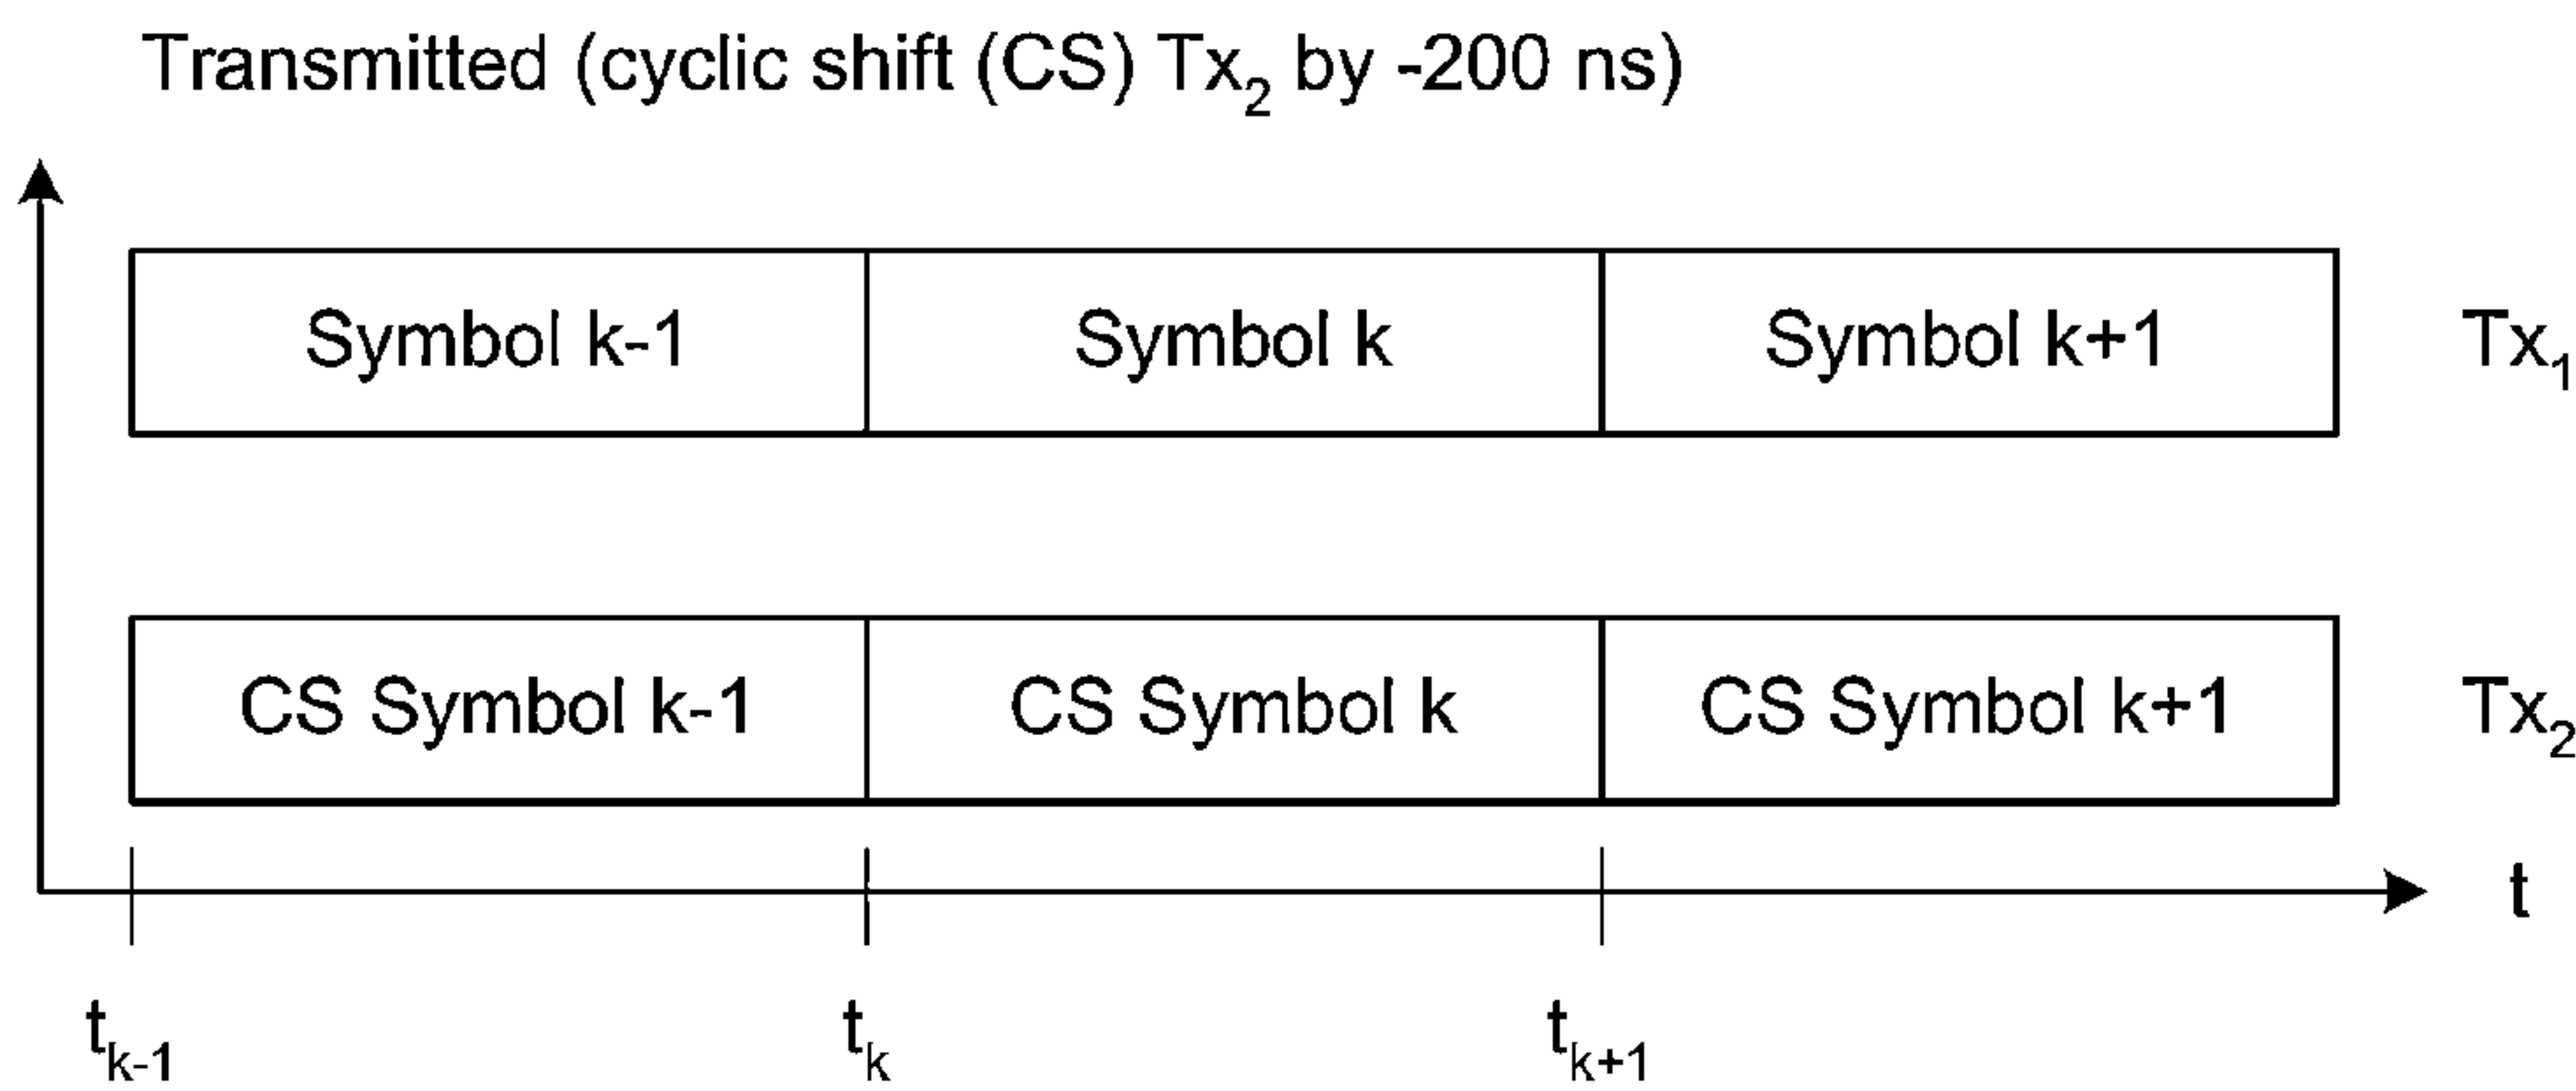 Transmitted (cyclic shift (CS) Tx₂ by -200 ns)
Symbol k-1 Symbol k Symbol k+1 Tx₁
CS Symbol k-1 CS Symbol k CS Symbol k+1 Tx₂
t
tₖ₋₁ tₖ tₖ₊₁